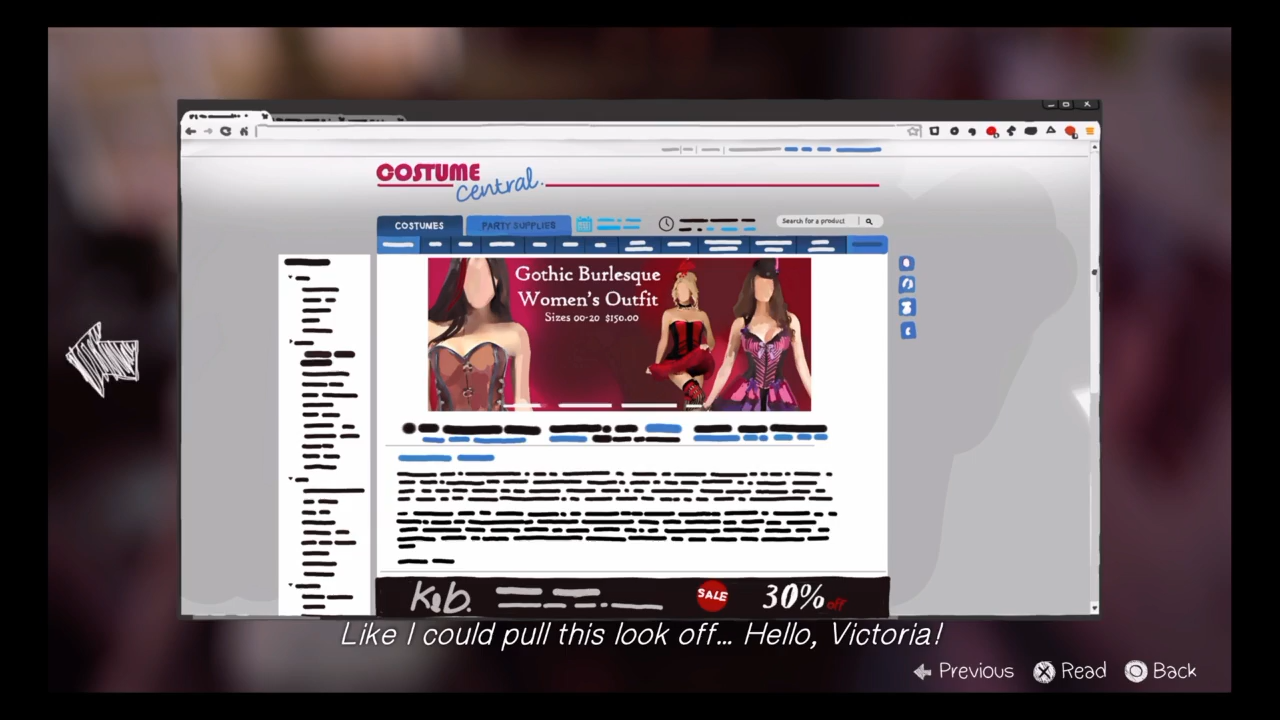 COSTUME
central.
COSTUMES
PARTY SUPPLIES
Search for a product
Gothic Burlesque
Women's Outfit
Sizes 00-20 $150.00
K&b.
SALE
30% off
Like I could pull this look off... Hello, Victoria!
Previous
Read
Back